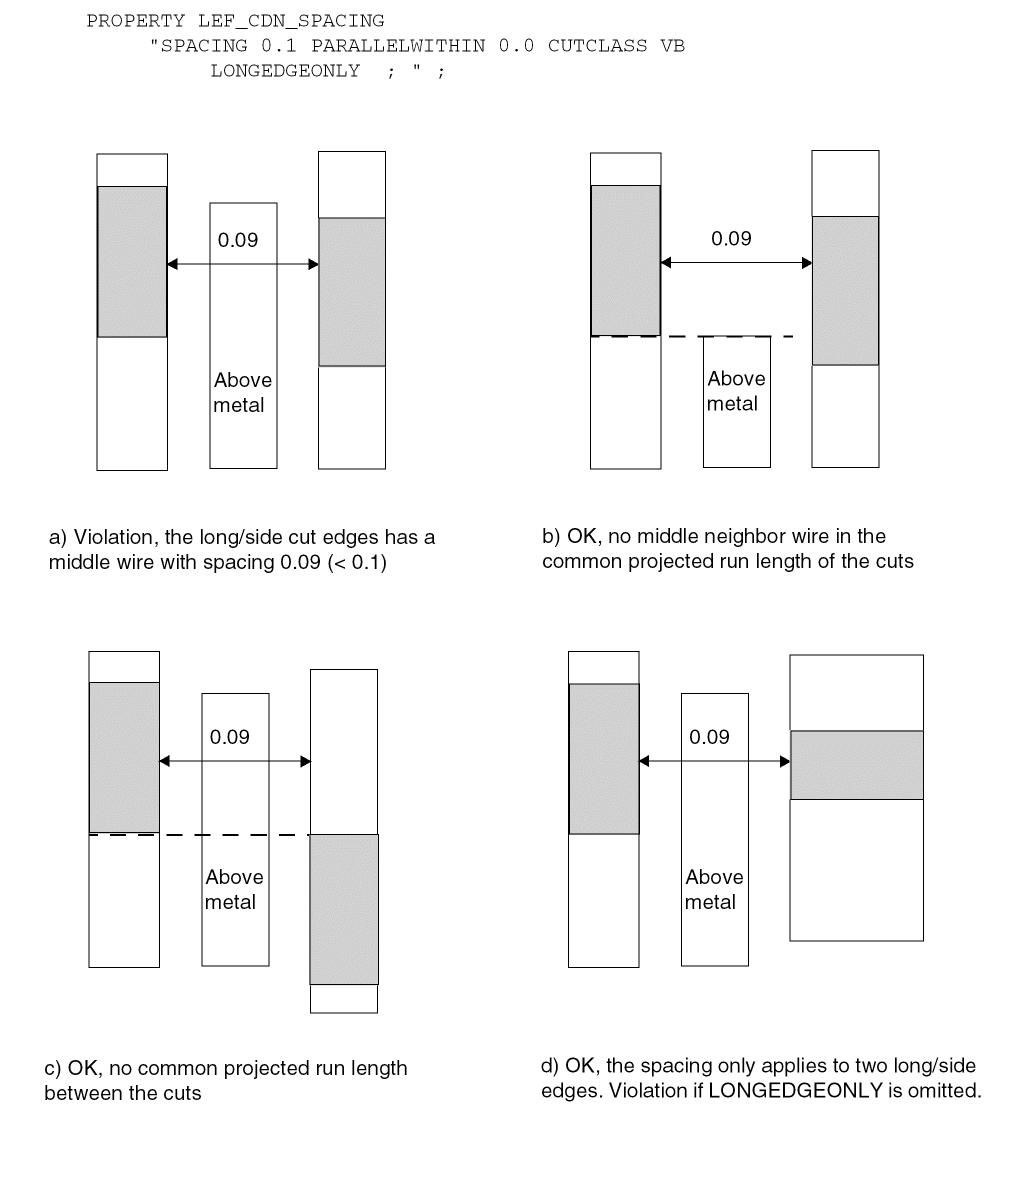 PROPERTY LEF_CDN_SPACING
"SPACING 0.1 PARALLELWITHIN 0.0 CUTCLASS VB
LONGEDGEONLY ; " ;
0.09
Above
metal
0.09
Above
metal
a) Violation, the long/side cut edges has a
middle wire with spacing 0.09 (< 0.1)
b) OK, no middle neighbor wire in the
common projected run length of the cuts
0.09
Above
metal
0.09
Above
metal
c) OK, no common projected run length
between the cuts
d) OK, the spacing only applies to two long/side
edges. Violation if LONGEDGEONLY is omitted.